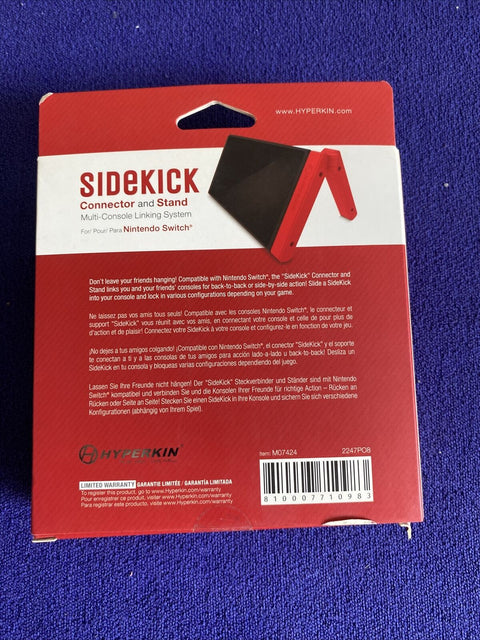 www.HYPERKIN.com
SIDeKICK
Connector and Stand
Multi-Console Linking System
For/ Pour/ Para Nintendo Switch®
Don't leave your friends hanging! Compatible with Nintendo Switch®, the "SideKick" Connector and
Stand links you and your friends' consoles for back-to-back or side-by-side action! Slide a SideKick
into your console and lock in various configurations depending on your game.
Ne laissez pas vos amis tous seuls! Compatible avec les consoles Nintendo Switch®, le connecteur et
support "SideKick" vous réunit avec vos amis, en connectant votre console et celle de pour plus de
d'action et de plaisir! Connectez votre SideKick à votre console et configurez-le en fonction de votre jeu.
¡No dejes a tus amigos colgando! ¡Compatible con Nintendo Switch®, el conector "SideKick" y el soporte
te conectan a ti y a las consolas de tus amigos para acción lado-a-lado u back-to-back! Desliza un
SideKick en tu consola y bloquea varias configuraciones dependiendo del juego.
Lassen Sie Ihre Freunde nicht hängen! Der "SideKick" Steckverbinder und Ständer sind mit Nintendo
Switch® kompatibel und verbinden Sie und die Konsolen Ihrer Freunde für richtige Action – Rücken an
Rücken oder Seite an Seite! Stecken Sie einen SideKick in Ihre Konsole und sichern Sie sich verschiedene
Konfigurationen (abhängig von Ihrem Spiel).
HYPERKIN
Item: M07424
2247PO8
LIMITED WARRANTY GARANTIE LIMITÉE / GARANTÍA LIMITADA
To register this product, go to www.Hyperkin.com/warranty
Pour enregistrer ce produit, visiter www.Hyperkin.com/warranty
Para registrar este producto, visite www.Hyperkin.com/warranty
810007710983